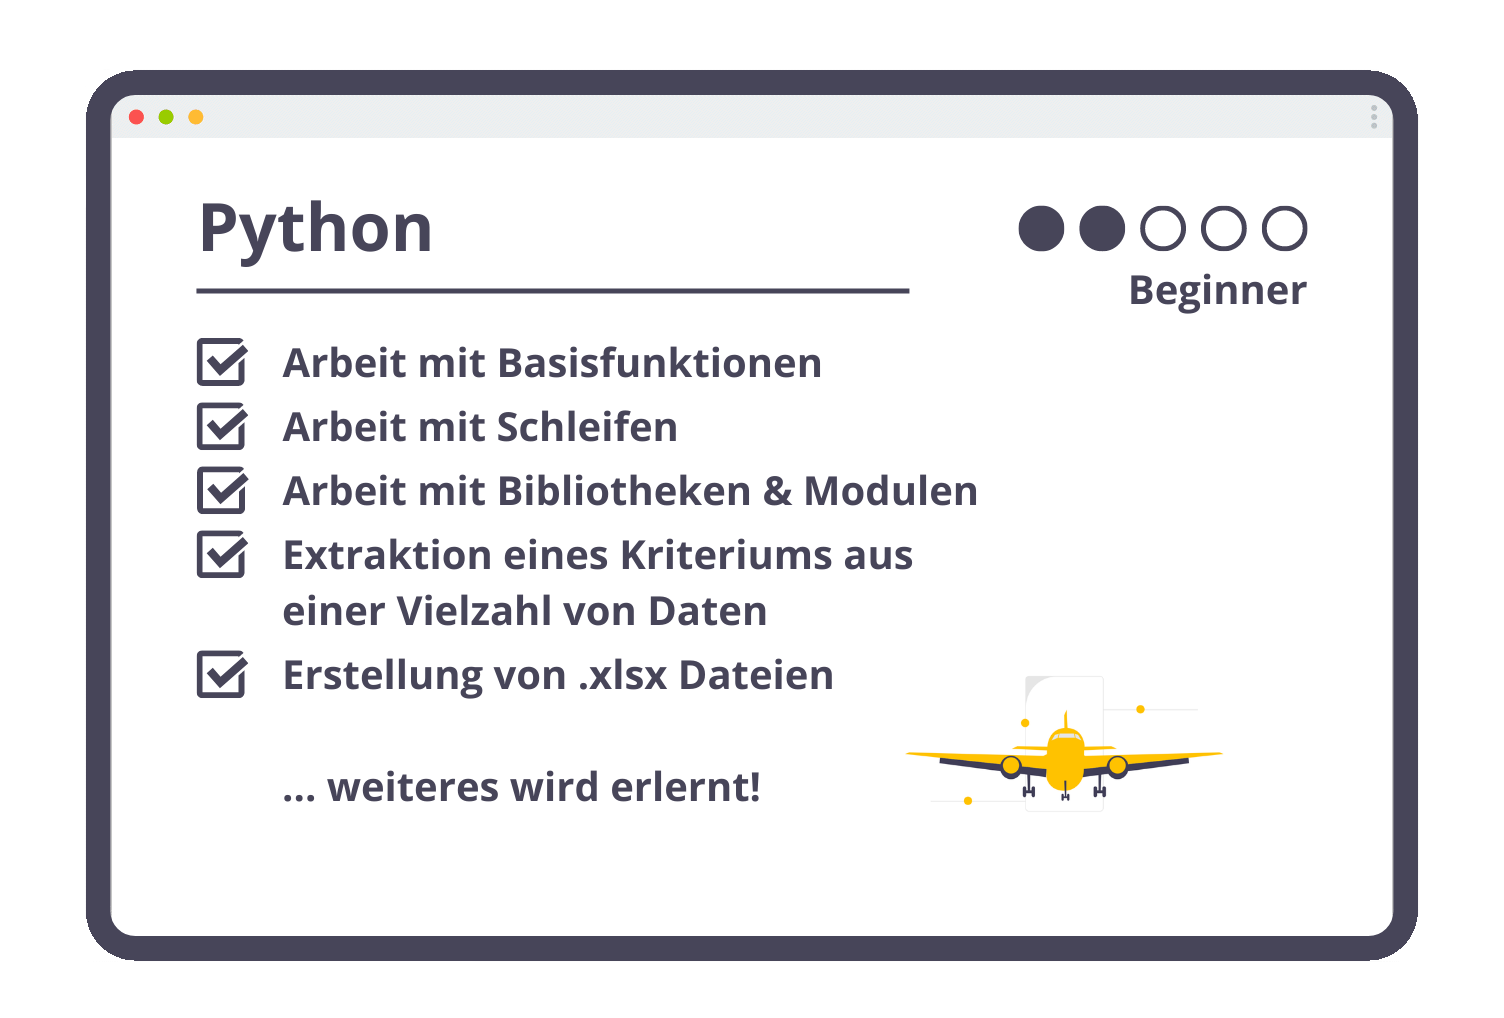 Python
Beginner
Arbeit mit Basisfunktionen
Arbeit mit Schleifen
Arbeit mit Bibliotheken & Modulen
Extraktion eines Kriteriums aus
einer Vielzahl von Daten
Erstellung von .xlsx Dateien
... weiteres wird erlernt!